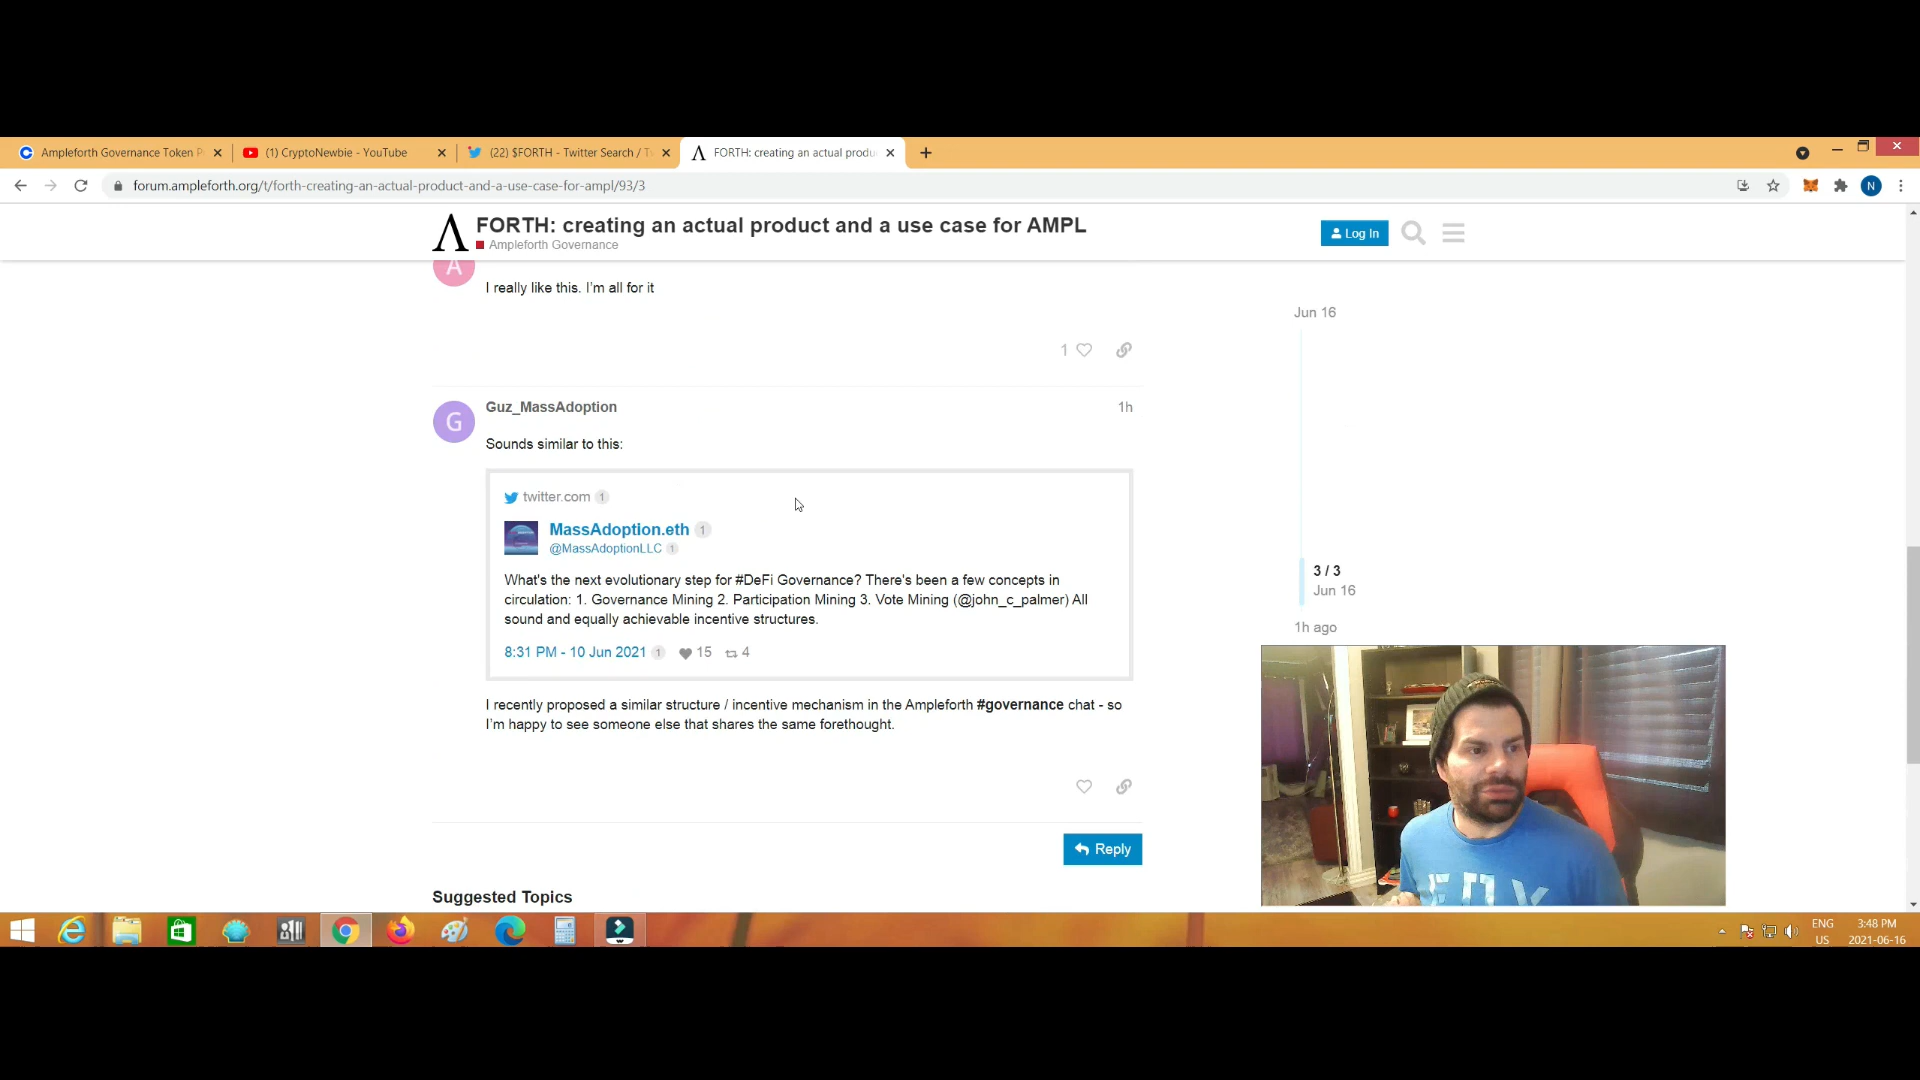 Ampleforth Governance Token P
(1) CryptoNewbie - YouTube
(22) $FORTH - Twitter Search / T
FORTH: creating an actual produ
forum.ampleforth.org/t/forth-creating-an-actual-product-and-a-use-case-for-ampl/93/3
N
FORTH: creating an actual product and a use case for AMPL
Ampleforth Governance
Log In
A
I really like this. I'm all for it
1
Jun 16
G
Guz_MassAdoption
1h
Sounds similar to this:
twitter.com 1
MassAdoption.eth 1
@MassAdoptionLLC 1
What's the next evolutionary step for #DeFi Governance? There's been a few concepts in
circulation: 1. Governance Mining 2. Participation Mining 3. Vote Mining (@john_c_palmer) All
sound and equally achievable incentive structures.
8:31 PM - 10 Jun 2021 1 15 4
3 / 3
Jun 16
1h ago
I recently proposed a similar structure / incentive mechanism in the Ampleforth #governance chat - so
I'm happy to see someone else that shares the same forethought.
Reply
Suggested Topics
ENG
US
3:48 PM
2021-06-16